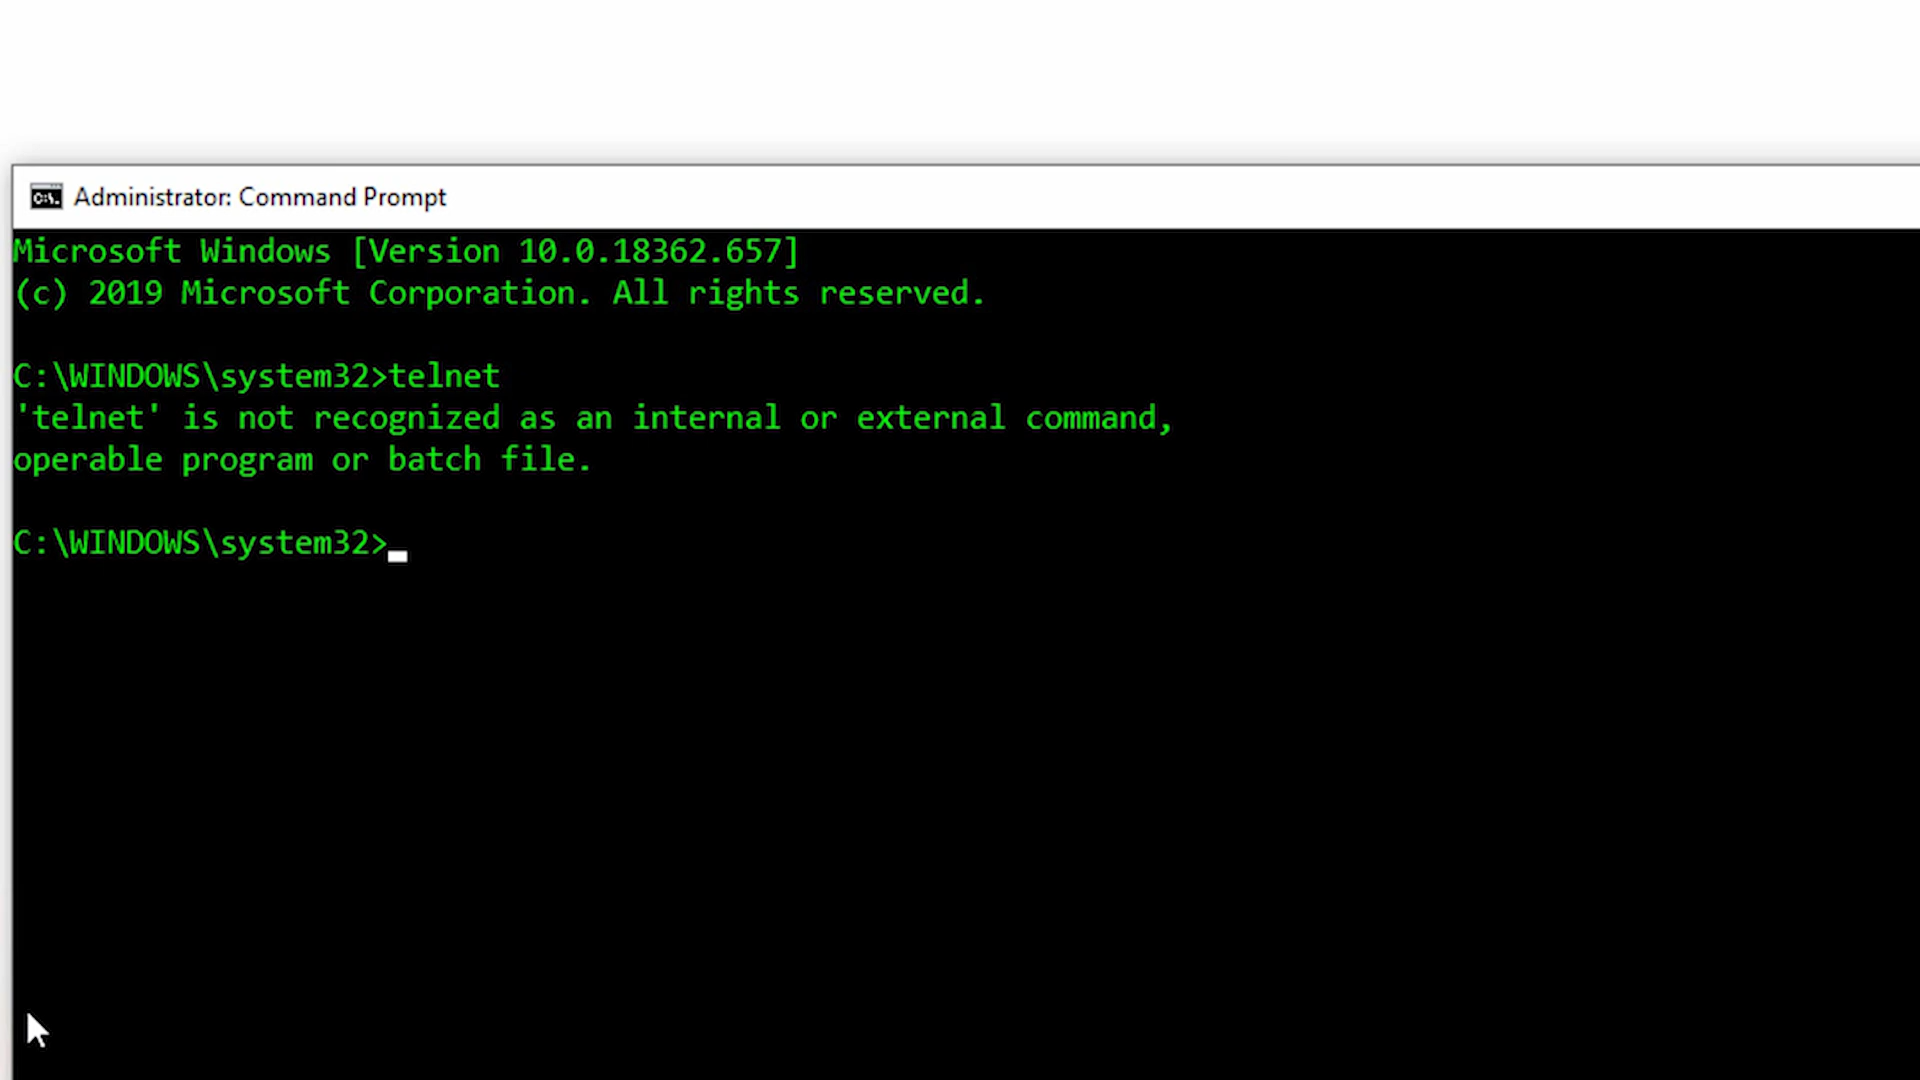 Administrator: Command Prompt
Microsoft Windows [Version 10.0.18362.657]
(c) 2019 Microsoft Corporation. All rights reserved.
C:\WINDOWS\system32>telnet
'telnet' is not recognized as an internal or external command,
operable program or batch file.
C:\WINDOWS\system32>